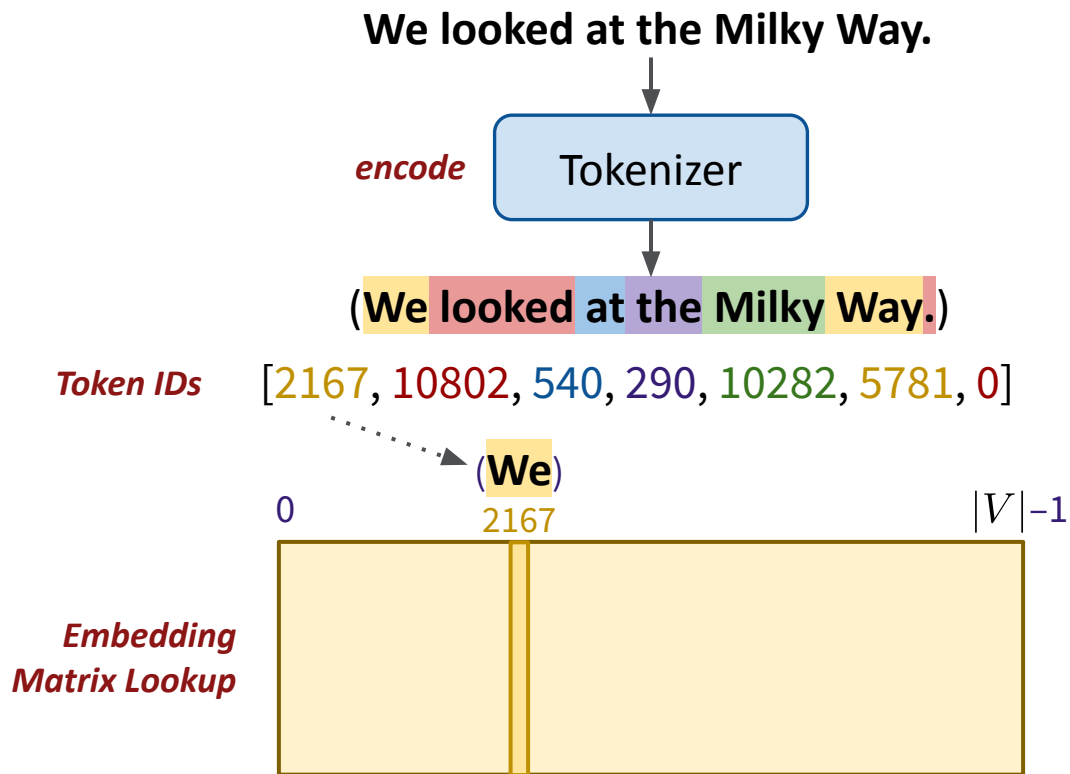 We looked at the Milky Way.
encode
Tokenizer
(We looked at the Milky Way.)
Token IDs [2167, 10802, 540, 290, 10282, 5781, 0]
(We)
0 2167 |V|−1
Embedding
Matrix Lookup